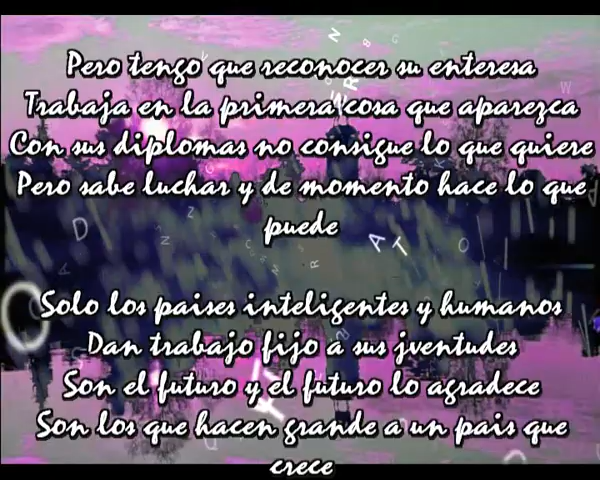 Pero tengo que reconocer su enteresa
Trabaja en la primera cosa que aparezca
Con sus diplomas no consigue lo que quiere
Pero sabe luchar y de momento hace lo que
puede
Solo los paises inteligentes y humanos
Dan trabajo fijo a sus jventudes
Son el futuro y el futuro lo agradece
Son los que hacen grande a un pais que
crece